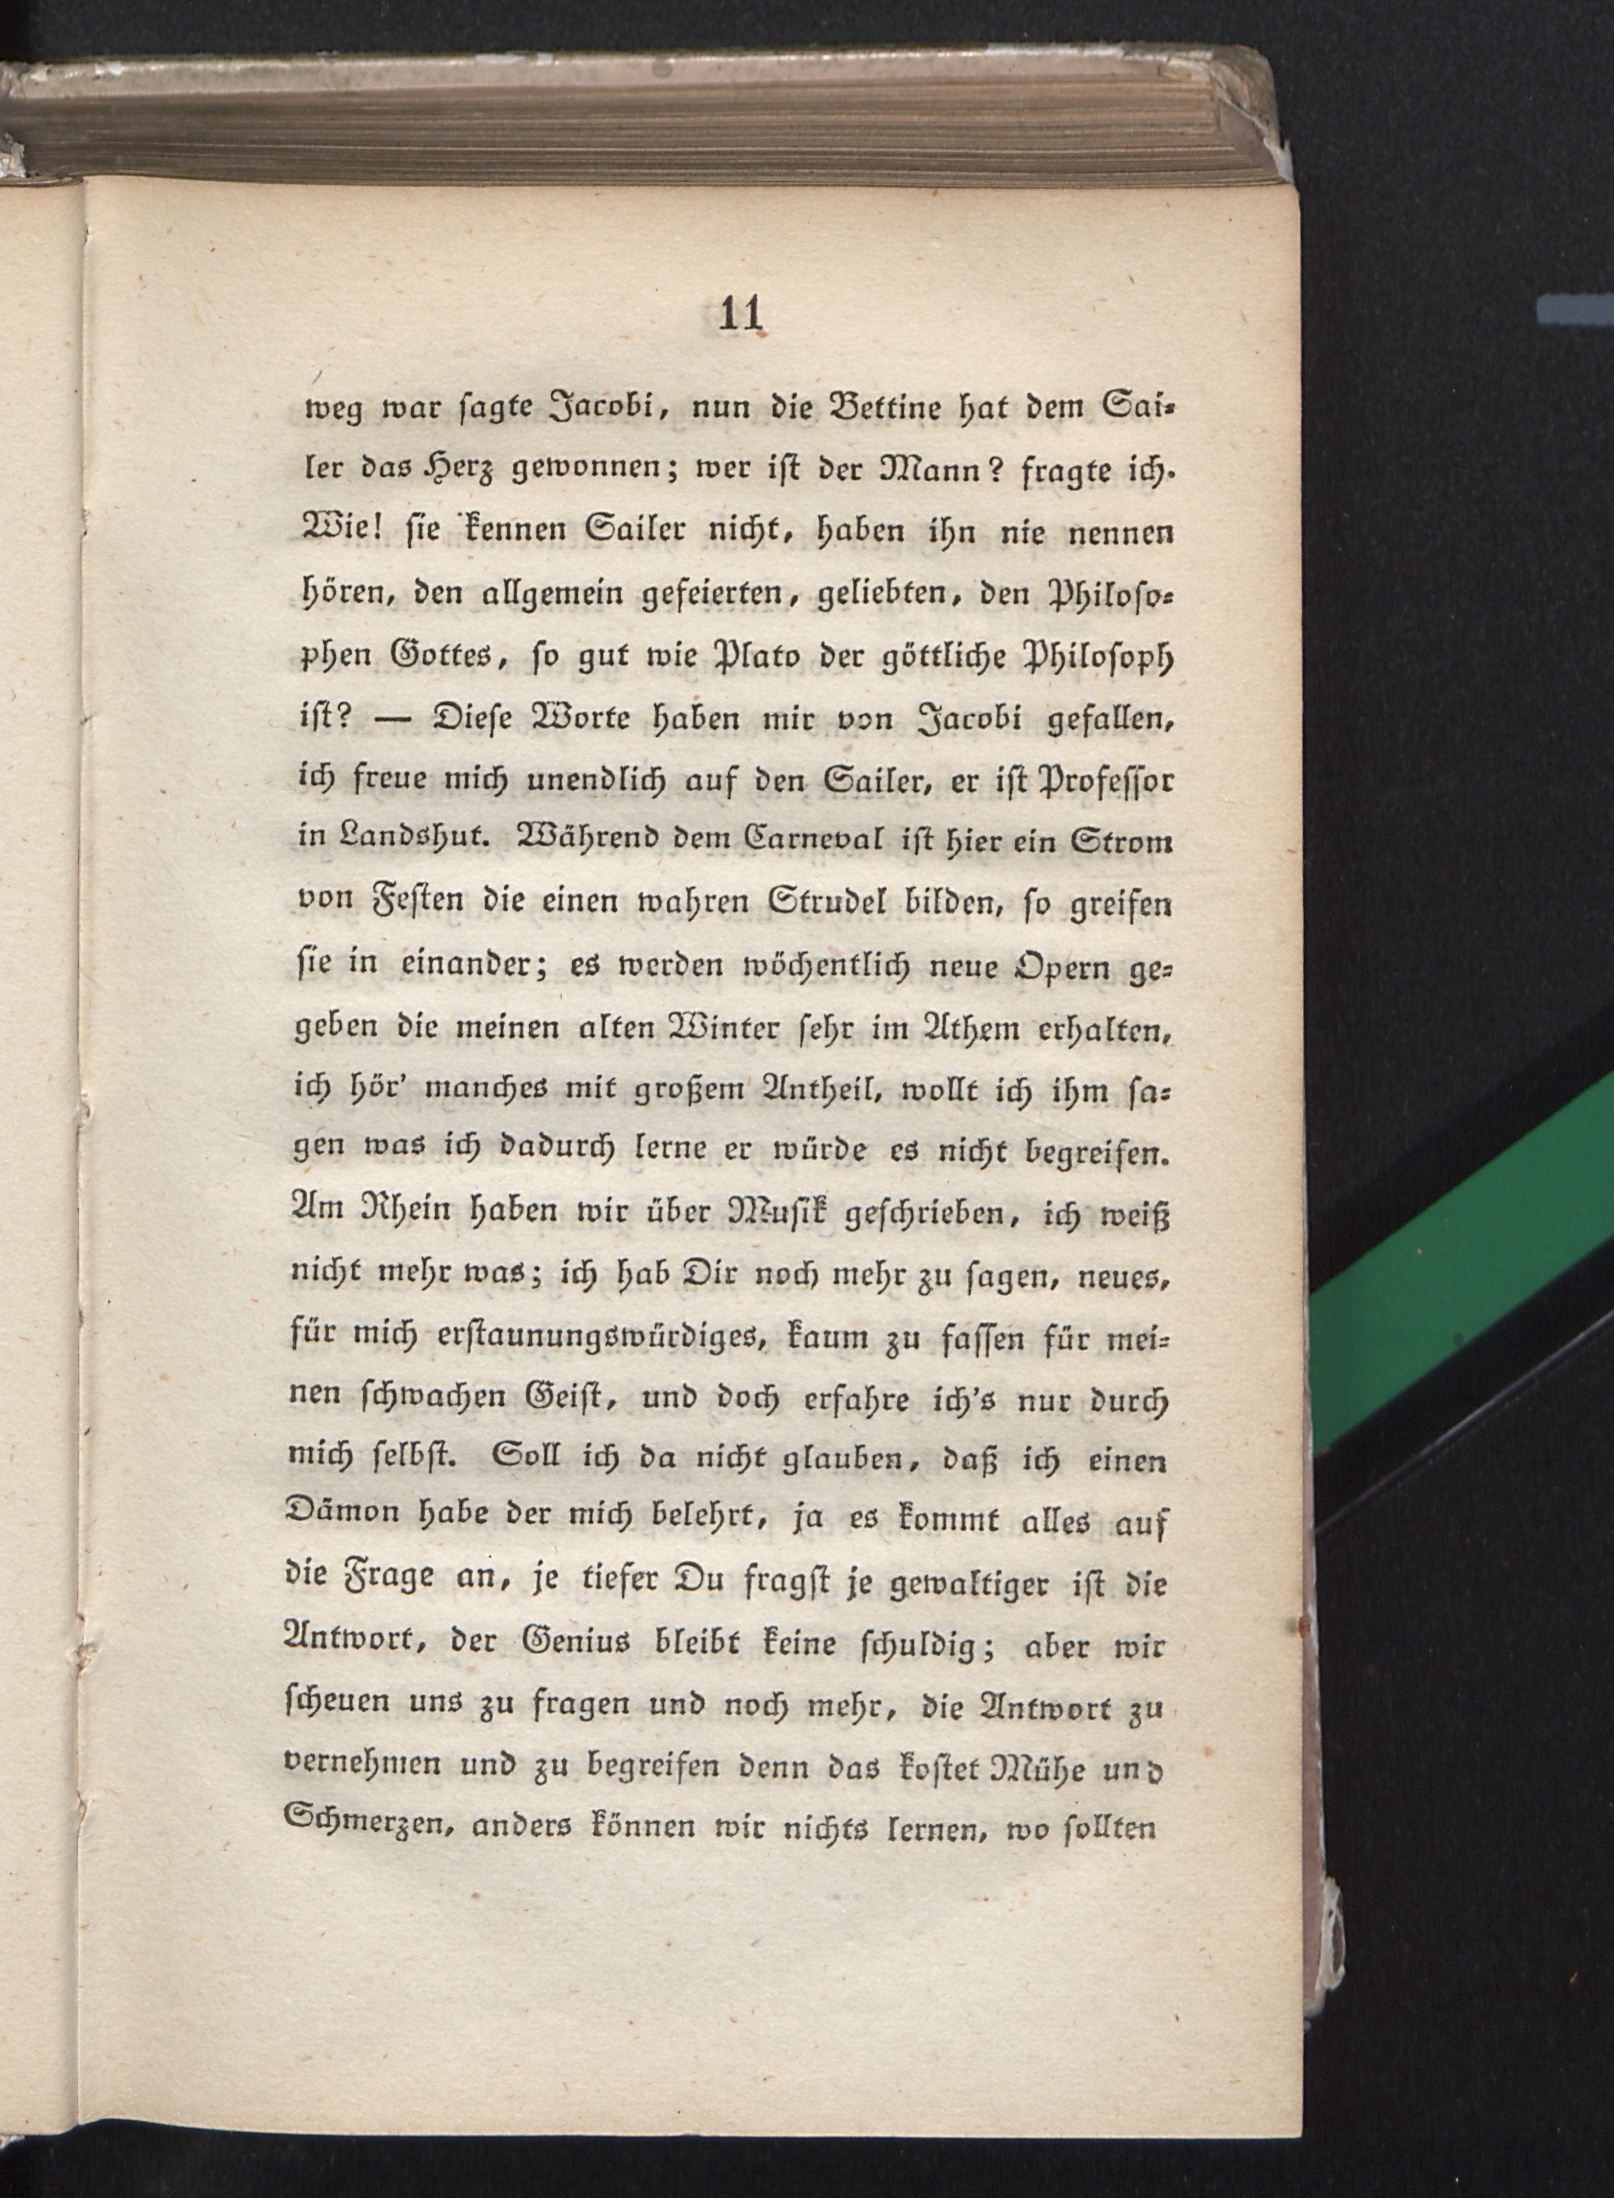 11
weg war ſagte Jacobi, nun die Bettine hat dem Sai⸗
ler das Herz gewonnen; wer iſt der Mann? fragte ich.
Wie! ſie kennen Sailer nicht, haben ihn nie nennen
hören, den allgemein gefeierten, geliebten, den Philoſo⸗
phen Gottes, ſo gut wie Plato der göttliche Philoſoph
iſt? — Dieſe Worte haben mir von Jacobi gefallen,
ich freue mich unendlich auf den Sailer, er iſt Profeſſor
in Landshut. Während dem Carneval iſt hier ein Strom
von Feſten die einen wahren Strudel bilden, ſo greifen
ſie in einander; es werden wöchentlich neue Opern ge⸗
geben die meinen alten Winter ſehr im Athem erhalten,
ich hör' manches mit großem Antheil, wollt ich ihm ſa⸗
gen was ich dadurch lerne er würde es nicht begreifen.
Am Rhein haben wir über Muſik geſchrieben, ich weiß
nicht mehr was; ich hab Dir noch mehr zu ſagen, neues,
für mich erſtaunungswürdiges, kaum zu faſſen für mei⸗
nen ſchwachen Geiſt, und doch erfahre ich's nur durch
mich ſelbſt. Soll ich da nicht glauben, daß ich einen
Dämon habe der mich belehrt, ja es kommt alles auf
die Frage an, je tiefer Du fragſt je gewaltiger iſt die
Antwort, der Genius bleibt keine ſchuldig; aber wir
ſcheuen uns zu fragen und noch mehr, die Antwort zu
vernehmen und zu begreifen denn das koſtet Mühe und
Schmerzen, anders können wir nichts lernen, wo ſollten